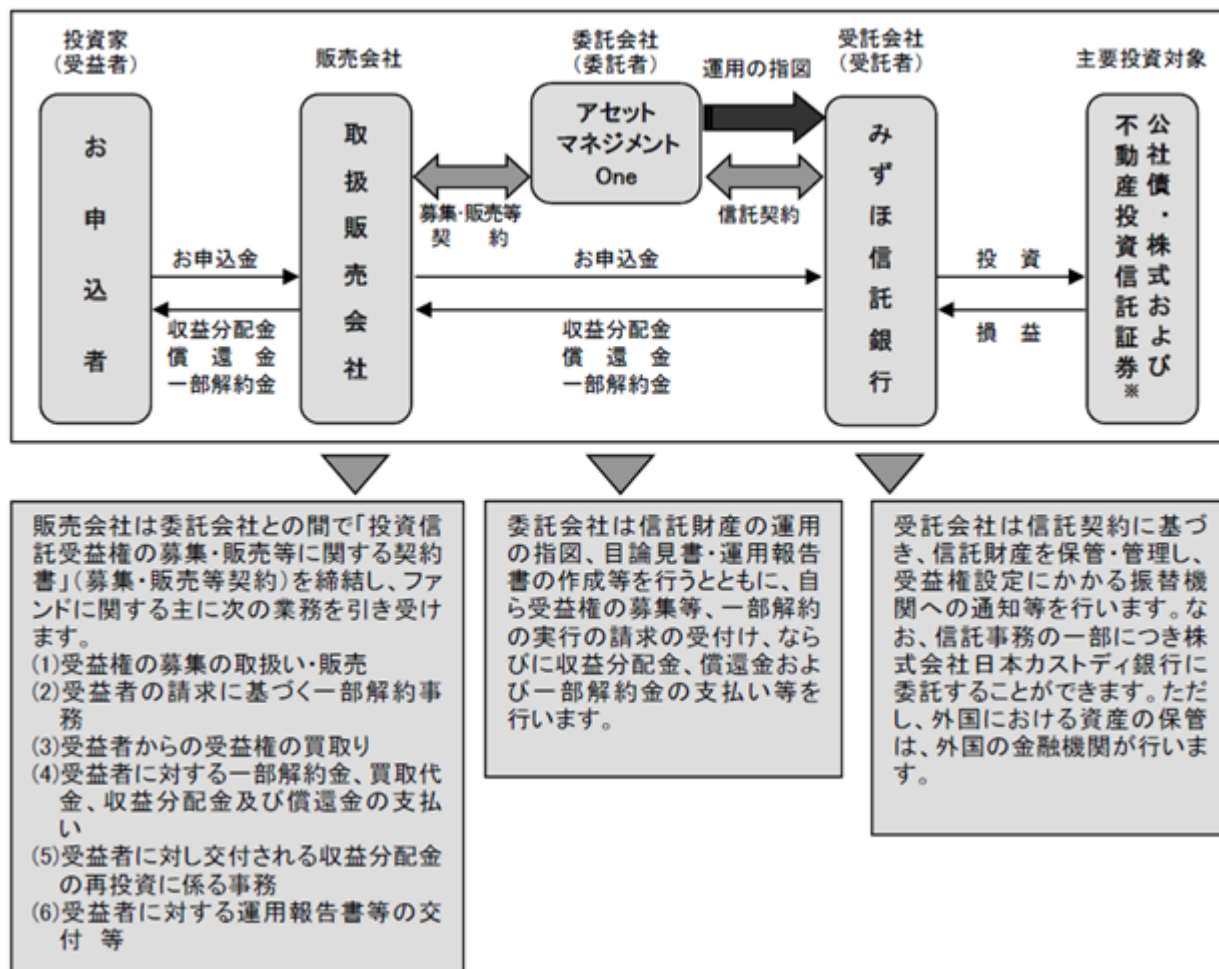 投資家
(受益者)
販売会社
委託会社
(委託者)
運用の指図
受託会社
(受託者)
主要投資対象
お申込者
取扱販売会社
アセット
マネジメント
One
みずほ信託銀行
公社債・株式および
不動産投資信託証券※
募集・販売等
契　約
信託契約
お申込金
お申込金
投　資
収益分配金
償　還　金
一部解約金
収益分配金
償　還　金
一部解約金
損　益
販売会社は委託会社との間で「投資信
託受益権の募集・販売等に関する契約
書」(募集・販売等契約)を締結し、ファ
ンドに関する主に次の業務を引き受け
ます。
(1)受益権の募集の取扱い・販売
(2)受益者の請求に基づく一部解約事
務
(3)受益者からの受益権の買取り
(4)受益者に対する一部解約金、買取代
金、収益分配金及び償還金の支払
い
(5)受益者に対し交付される収益分配金
の再投資に係る事務
(6)受益者に対する運用報告書等の交
付　等
委託会社は信託財産の運用
の指図、目論見書・運用報告
書の作成等を行うとともに、自
ら受益権の募集等、一部解約
の実行の請求の受付け、なら
びに収益分配金、償還金およ
び一部解約金の支払い等を
行います。
受託会社は信託契約に基づ
き、信託財産を保管・管理し、
受益権設定にかかる振替機
関への通知等を行います。な
お、信託事務の一部につき株
式会社日本カストディ銀行に
委託することができます。ただ
し、外国における資産の保管
は、外国の金融機関が行いま
す。